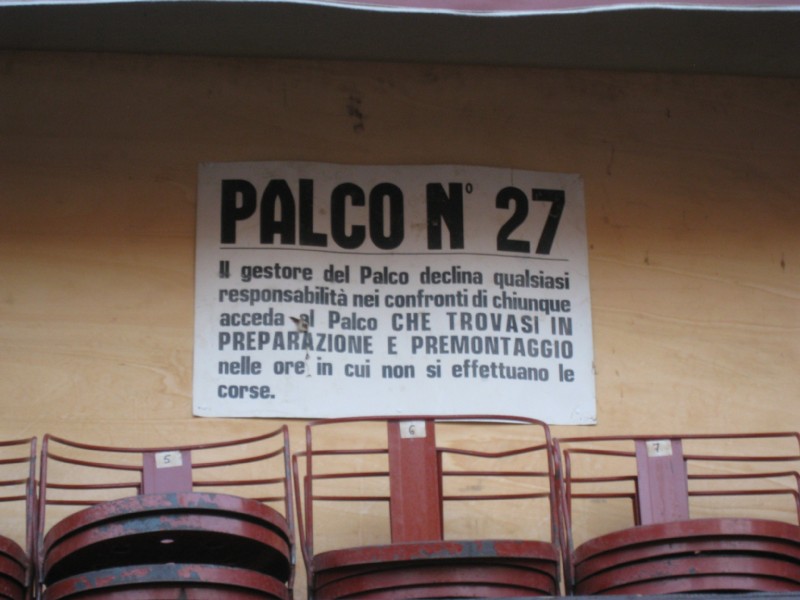 PALCO N° 27
Il gestore del Palco declina qualsiasi
responsabilità nei confronti di chiunque
acceda al Palco CHE TROVASI IN
PREPARAZIONE E PREMONTAGGIO
nelle ore in cui non si effettuano le
corse.
5
6
7